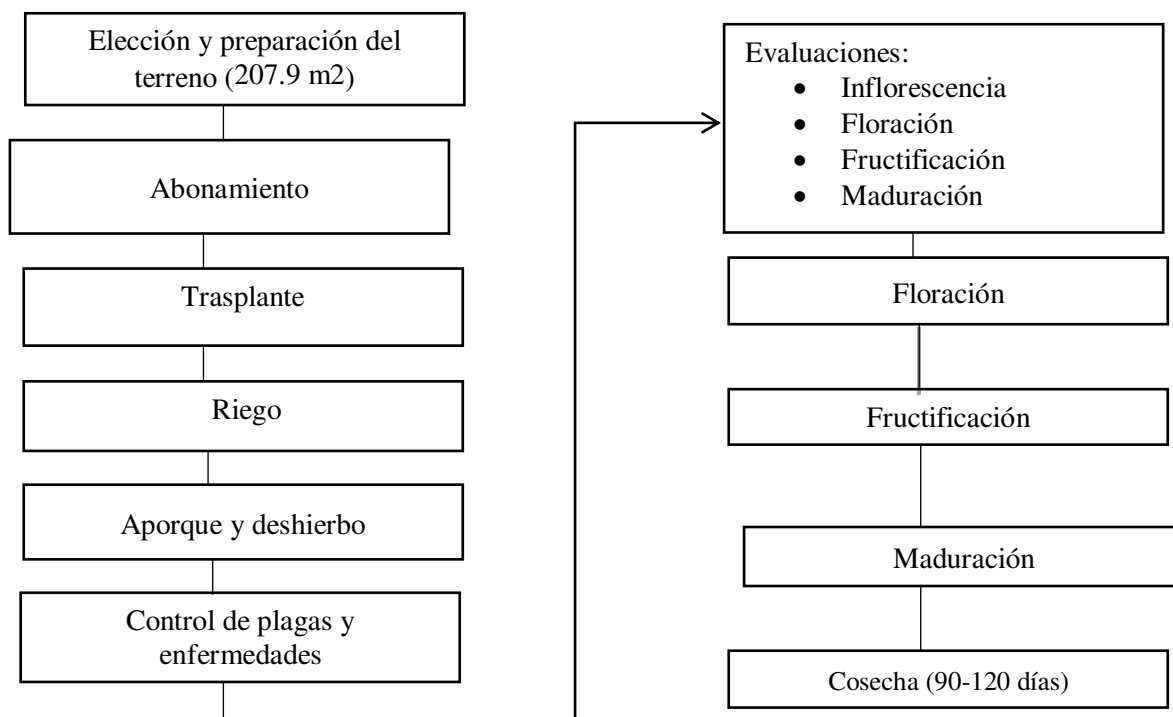 Elección y preparación del
terreno (207.9 m2)
Abonamiento
Trasplante
Riego
Aporque y deshierbo
Control de plagas y
enfermedades
Evaluaciones:
• Inflorescencia
• Floración
• Fructificación
• Maduración
Floración
Fructificación
Maduración
Cosecha (90-120 días)